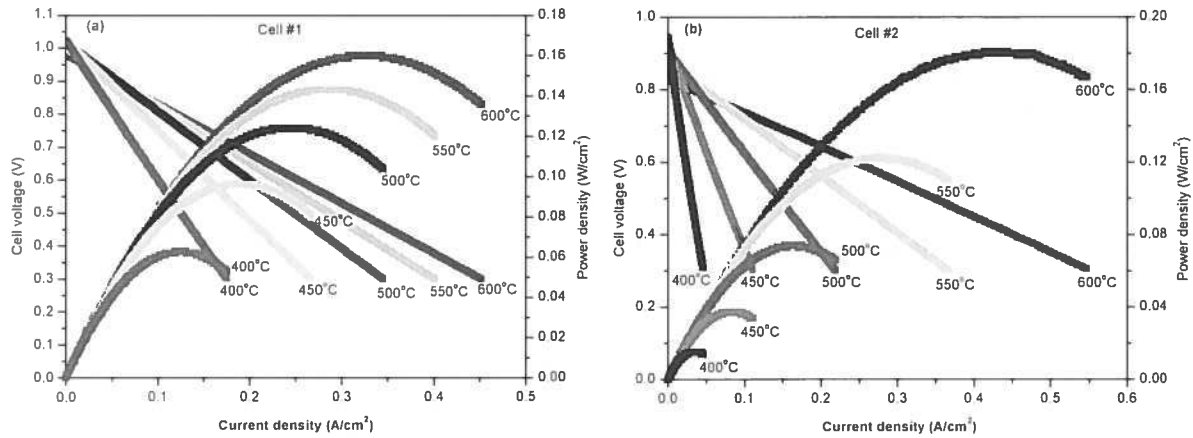 (a)
Cell #1
Cell voltage (V)
1.1
1.0
0.9
0.8
0.7
0.6
0.5
0.4
0.3
0.2
0.1
0.0
0.18
0.16
0.14
0.12
0.10
0.08
0.06
0.04
0.02
0.00
Power density (W/cm²)
600°C
550°C
500°C
450°C
400°C
400°C
450°C
500°C
550°C
600°C
0.0
0.1
0.2
0.3
0.4
0.5
Current density (A/cm²)
(b)
Cell #2
Cell voltage (V)
1.0
0.8
0.6
0.4
0.2
0.0
0.20
0.16
0.12
0.08
0.04
0.00
Power density (W/cm²)
600°C
550°C
500°C
400°C
450°C
500°C
550°C
600°C
450°C
400°C
0.0
0.1
0.2
0.3
0.4
0.5
0.6
Current density (A/cm²)